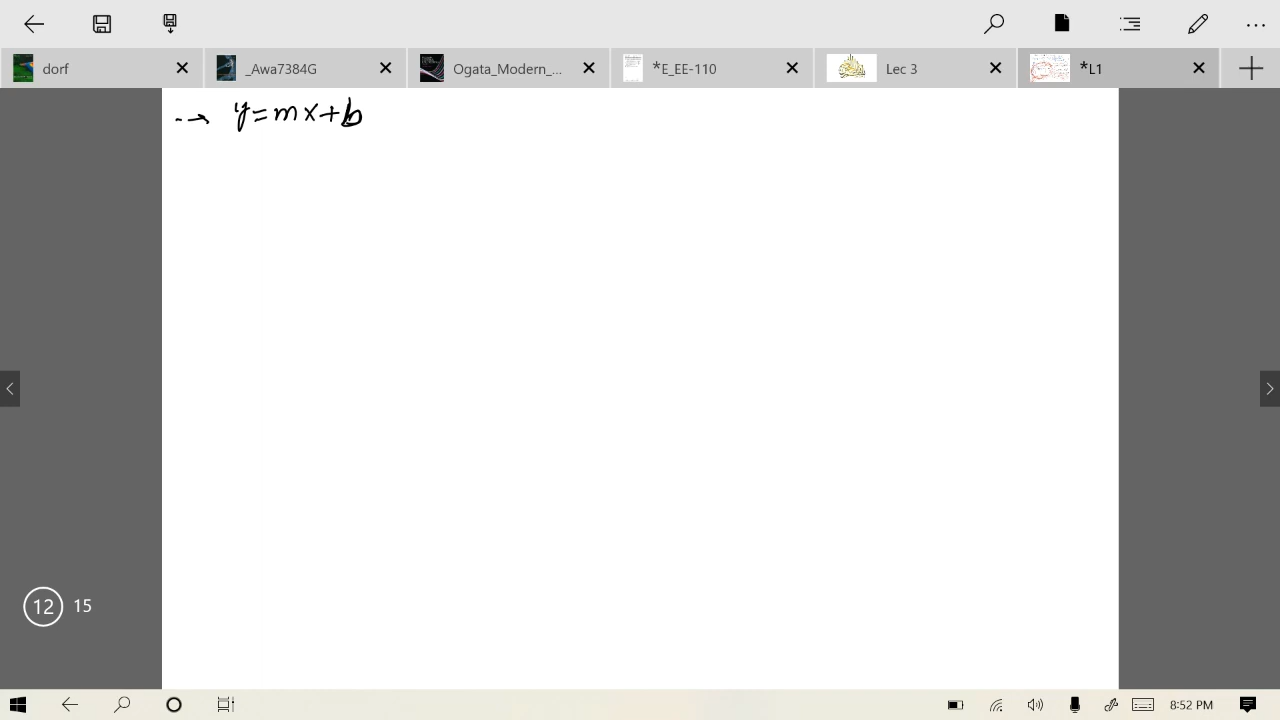 dorf
_Awa7384G
Ogata_Modern_...
*E_EE-110
Lec 3
*L1
--→ y=mx+b
12 15
8:52 PM